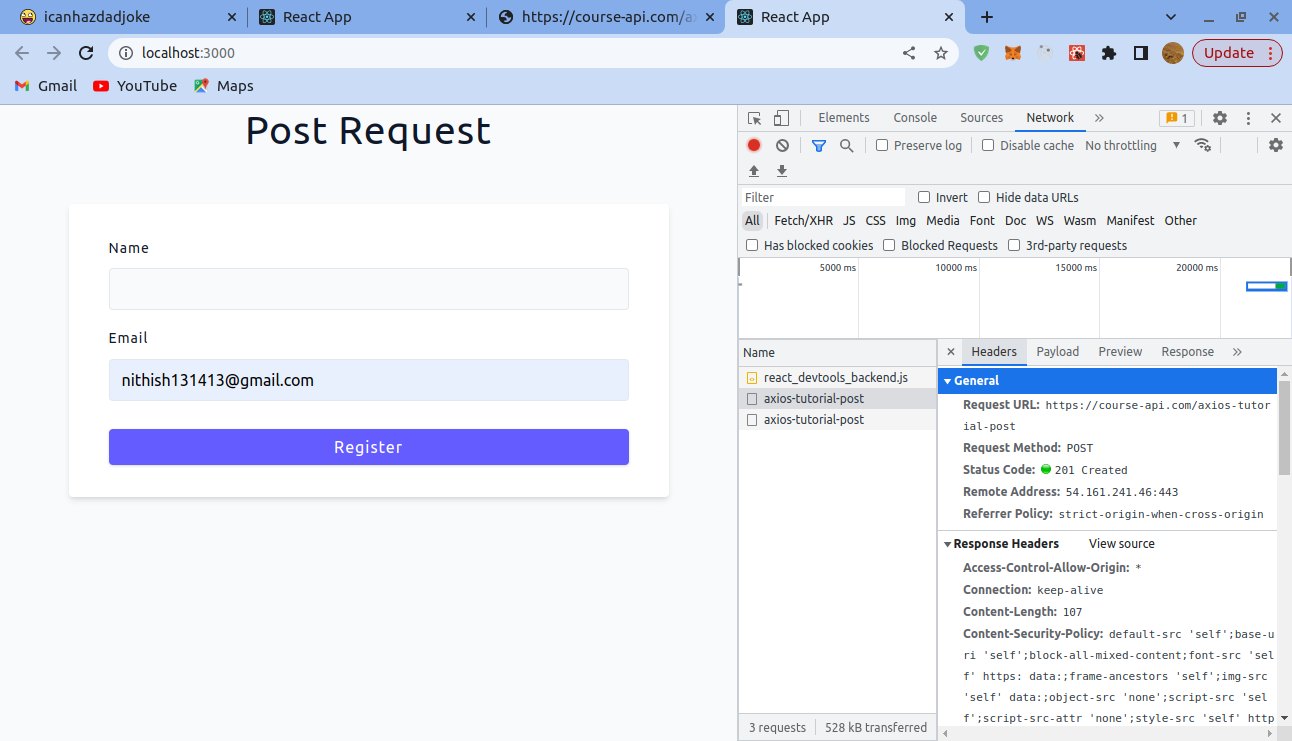 icanhazdadjoke
React App
https://course-api.com/ax
React App
localhost:3000
Update
Gmail
YouTube
Maps
Post Request
Name
Email
nithish131413@gmail.com
Register
Elements
Console
Sources
Network
1
Preserve log
Disable cache
No throttling
Filter
Invert
Hide data URLs
All
Fetch/XHR
JS
CSS
Img
Media
Font
Doc
WS
Wasm
Manifest
Other
Has blocked cookies
Blocked Requests
3rd-party requests
5000 ms
10000 ms
15000 ms
20000 ms
Name
react_devtools_backend.js
axios-tutorial-post
axios-tutorial-post
3 requests
528 kB transferred
Headers
Payload
Preview
Response
General
Request URL: https://course-api.com/axios-tutor
ial-post
Request Method: POST
Status Code: 201 Created
Remote Address: 54.161.241.46:443
Referrer Policy: strict-origin-when-cross-origin
Response Headers
View source
Access-Control-Allow-Origin: *
Connection: keep-alive
Content-Length: 107
Content-Security-Policy: default-src 'self';base-u
ri 'self';block-all-mixed-content;font-src 'sel
f' https: data:;frame-ancestors 'self';img-src
'self' data:;object-src 'none';script-src 'sel
f';script-src-attr 'none';style-src 'self' http